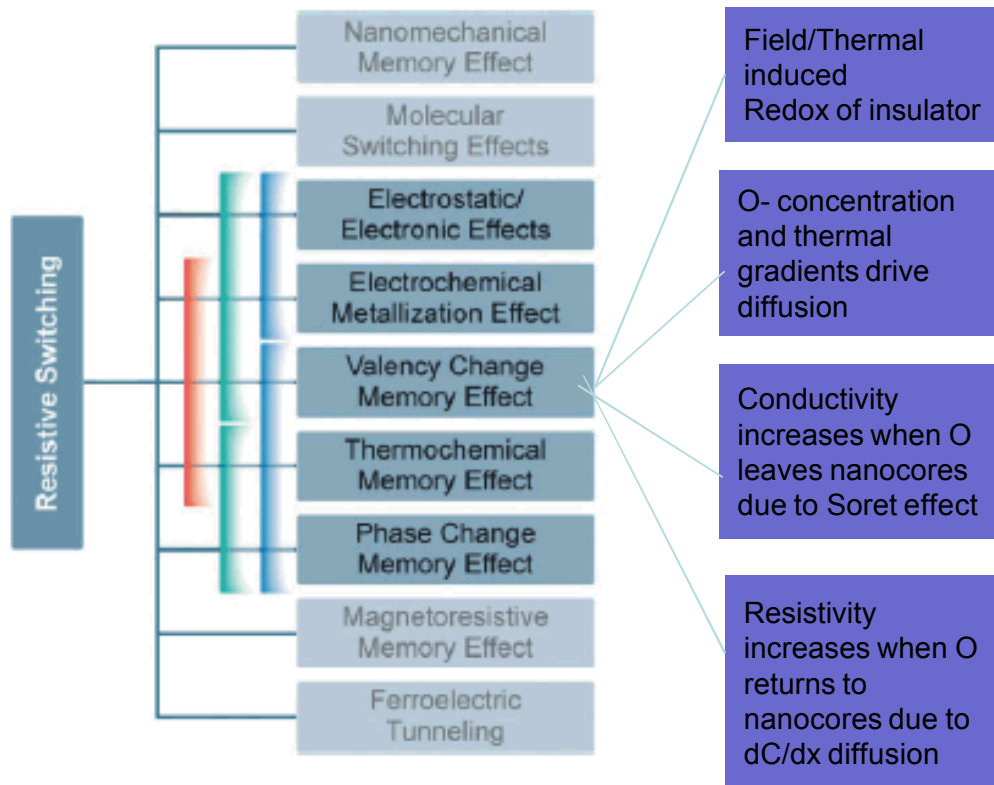 Resistive Switching
Nanomechanical
Memory Effect
Molecular
Switching Effects
Electrostatic/
Electronic Effects
Electrochemical
Metallization Effect
Valency Change
Memory Effect
Thermochemical
Memory Effect
Phase Change
Memory Effect
Magnetoresistive
Memory Effect
Ferroelectric
Tunneling
Field/Thermal
induced
Redox of insulator
O- concentration
and thermal
gradients drive
diffusion
Conductivity
increases when O
leaves nanocores
due to Soret effect
Resistivity
increases when O
returns to
nanocores due to
dC/dx diffusion